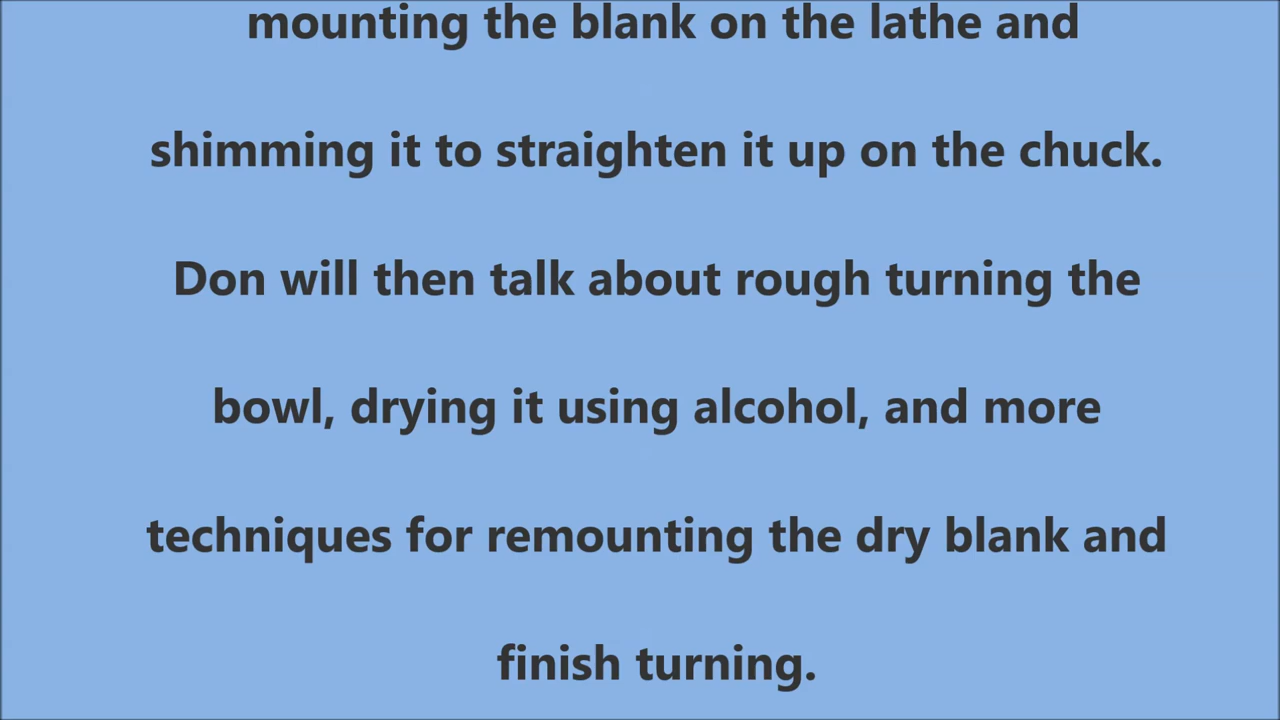 mounting the blank on the lathe and
shimming it to straighten it up on the chuck.
Don will then talk about rough turning the
bowl, drying it using alcohol, and more
techniques for remounting the dry blank and
finish turning.